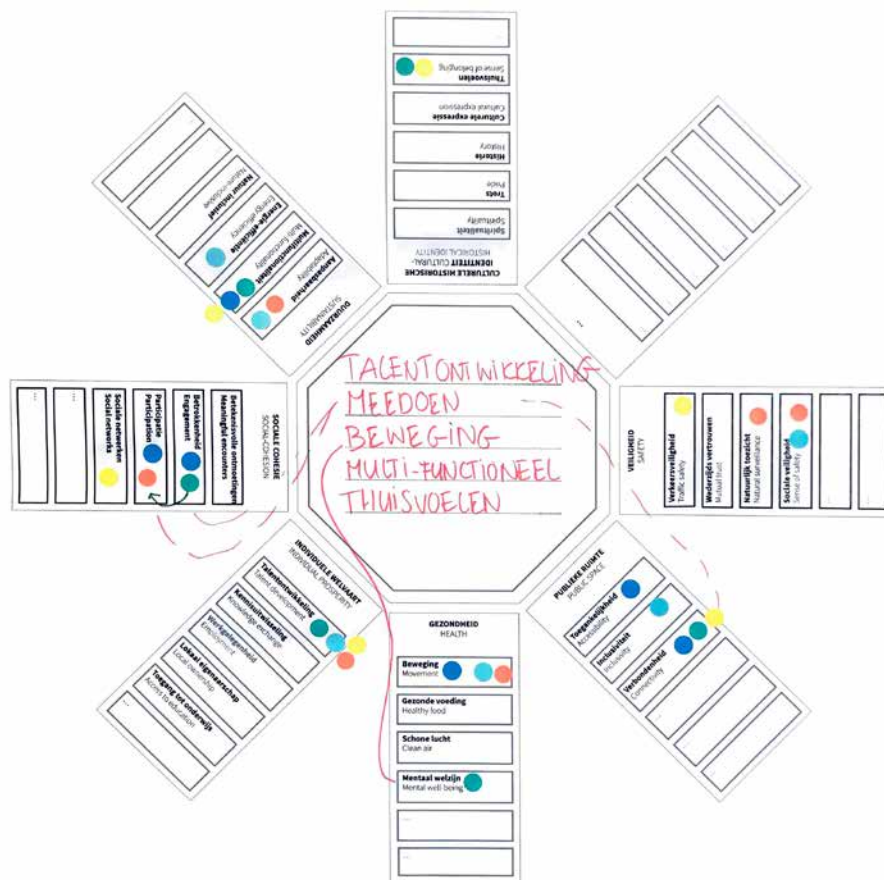 ...
Sense of belonging
Thuisvoelen
Cultural expression
Culturele expressie
History
Historie
Pride
Trots
Spirituality
Spiritualiteit
CULTURELE HISTORISCHE
IDENTITEIT CULTURAL-
HISTORICAL IDENTITY
...
VEILIGHEID
SAFETY
Verkeersveiligheid
Traffic safety
Wederzijds vertrouwen
Mutual trust
Natuurlijk toezicht
Natural surveillance
Sociale veiligheid
Sense of safety
...
...
PUBLIEKE RUIMTE
PUBLIC SPACE
Toegankelijkheid
Accessibility
Inclusiviteit
Inclusivity
Verbondenheid
Connectivity
...
...
GEZONDHEID
HEALTH
Beweging
Movement
Gezonde voeding
Healthy food
Schone lucht
Clean air
Mentaal welzijn
Mental well-being
...
...
INDIVIDUELE WELVAART
INDIVIDUAL PROSPERITY
Talentontwikkeling
Talent development
Kennisuitwisseling
Knowledge exchange
Werkgelegenheid
Employment
Lokaal eigenaarschap
Local ownership
Toegang tot onderwijs
Access to education
...
SOCIALE COHESIE
SOCIAL-COHESION
Betekenisvolle ontmoetingen
Meaningful encounters
Betrokkenheid
Engagement
Participatie
Participation
Sociale netwerken
Social networks
...
...
DUURZAAMHEID
SUSTAINABILITY
Aanpasbaarheid
Adaptability
Multifunctionaliteit
Multi-functionality
Energie-efficiëntie
Energy efficiency
Natuur inclusief
Nature-inclusive
...
TALENTONTWIKKELING
MEEDOEN
BEWEGING
MULTI-FUNCTIONEEL
THUISVOELEN